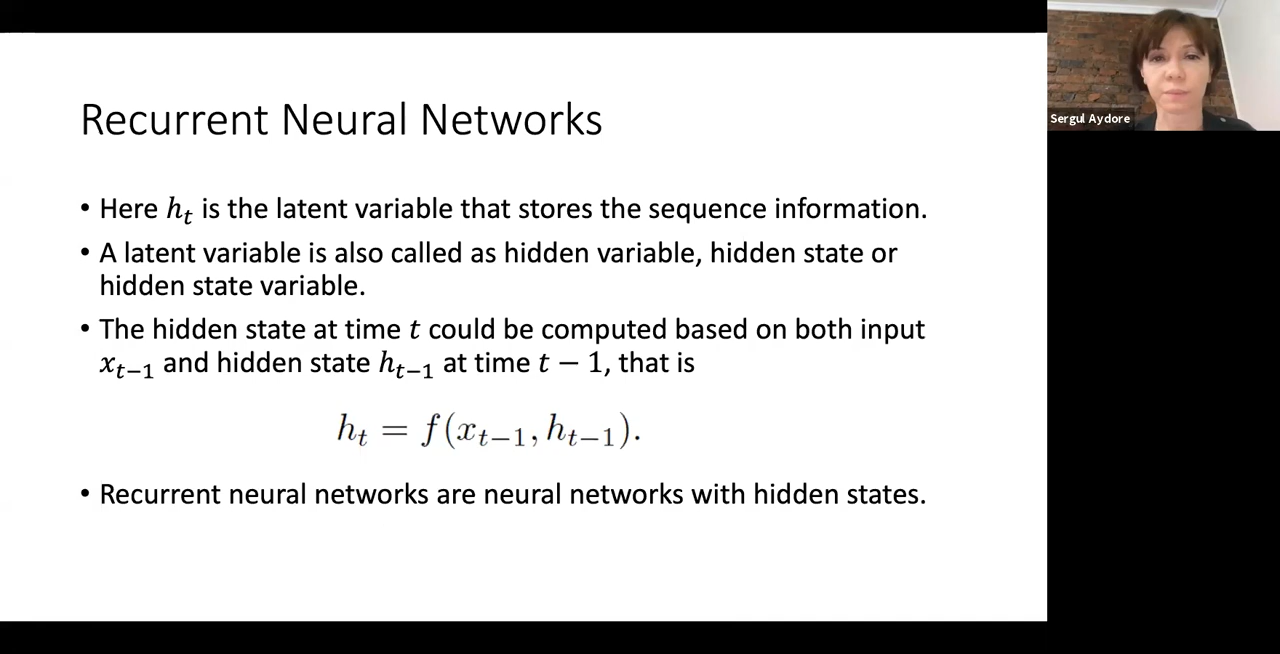 Recurrent Neural Networks
• Here hₜ is the latent variable that stores the sequence information.
• A latent variable is also called as hidden variable, hidden state or
hidden state variable.
• The hidden state at time t could be computed based on both input
xₜ₋₁ and hidden state hₜ₋₁ at time t − 1, that is
hₜ = f(xₜ₋₁, hₜ₋₁).
• Recurrent neural networks are neural networks with hidden states.
Sergul Aydore